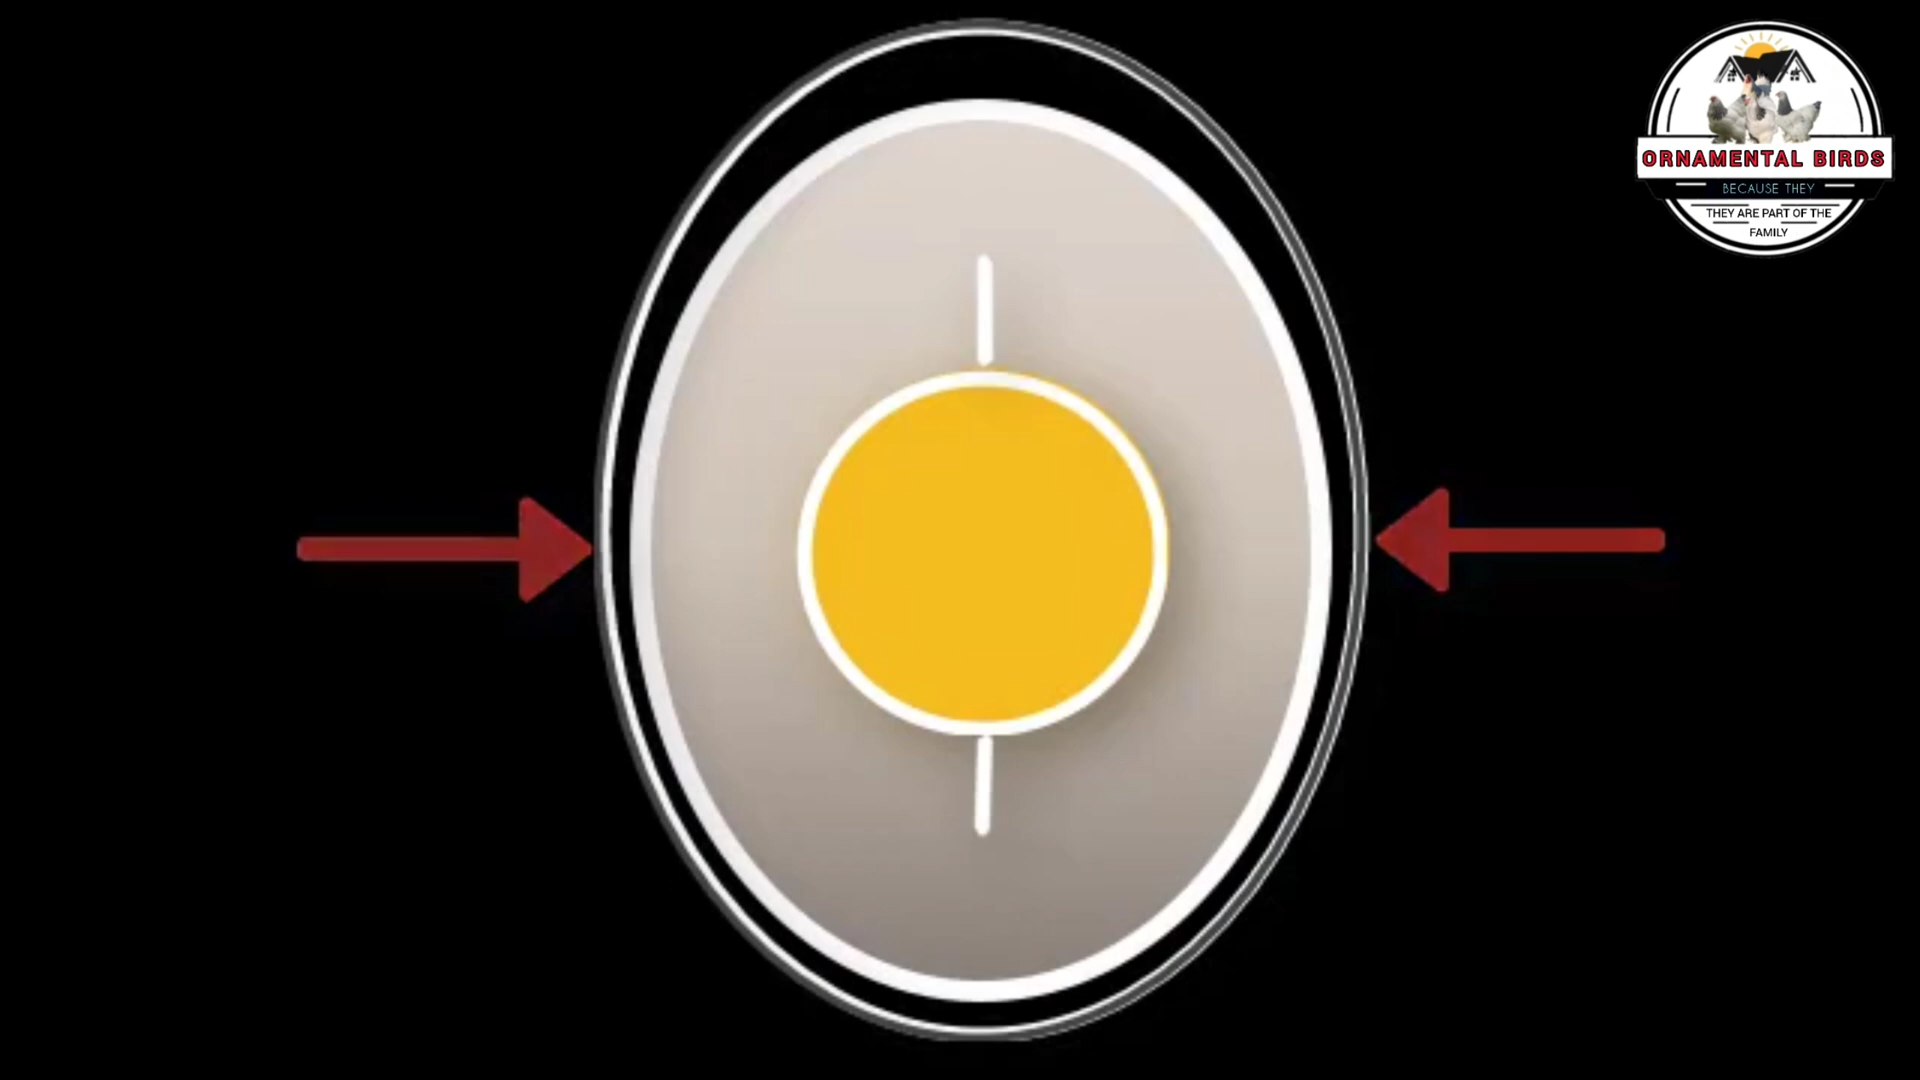 ORNAMENTAL BIRDS
BECAUSE THEY
THEY ARE PART OF THE
FAMILY